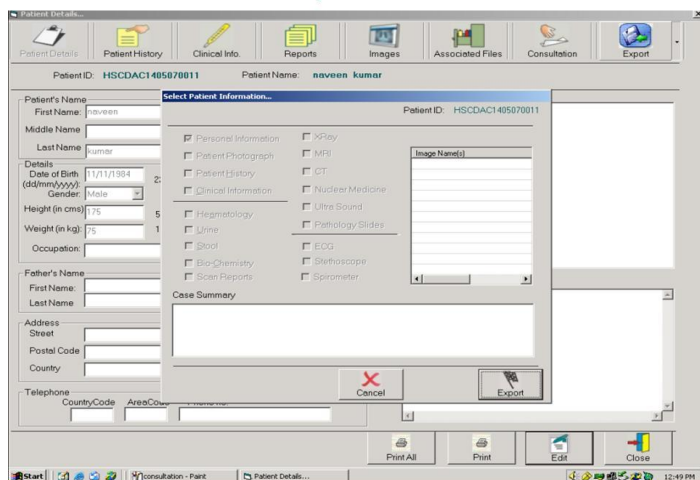 Patient Details...
Patient Details Patient History Clinical Info. Reports Images Associated Files Consultation Export
Patient ID: HSCDAC1405070011 Patient Name: naveen kumar
Select Patient Information...
Patient ID: HSCDAC1405070011
Patient's Name
First Name: naveen
Middle Name
Last Name kumar
Details
Date of Birth 11/11/1984
(dd/mm/yyyy):
Gender: Male
Height (in cms) 175 5
Weight (in kg): 75 1
Occupation:
Father's Name
First Name:
Last Name
Address
Street
Postal Code
Country
Telephone
CountryCode AreaCode
Personal Information
Patient Photograph
Patient History
Clinical Information
Hegmatology
Urine
Stool
Bio-Chemistry
Scan Reports
XRay
MRI
CT
Nuclear Medicine
Ultra Sound
Pathology Slides
ECG
Stethoscope
Spirometer
Image Name(s)
Case Summary
Cancel Export
Print All Print Edit Close
Start consultation - Paint Patient Details... 12:49 PM